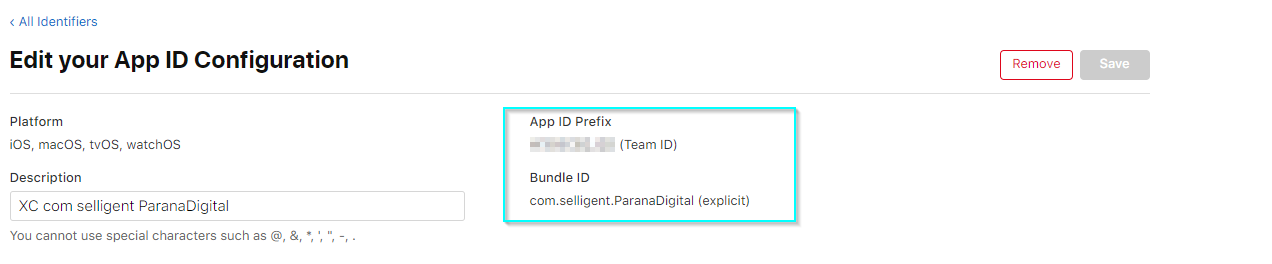 ‹ All Identifiers
Edit your App ID Configuration
Remove
Save
Platform
iOS, macOS, tvOS, watchOS
Description
XC com selligent ParanaDigital
You cannot use special characters such as @, &, *, ', ", -, .
App ID Prefix
(Team ID)
Bundle ID
com.selligent.ParanaDigital (explicit)